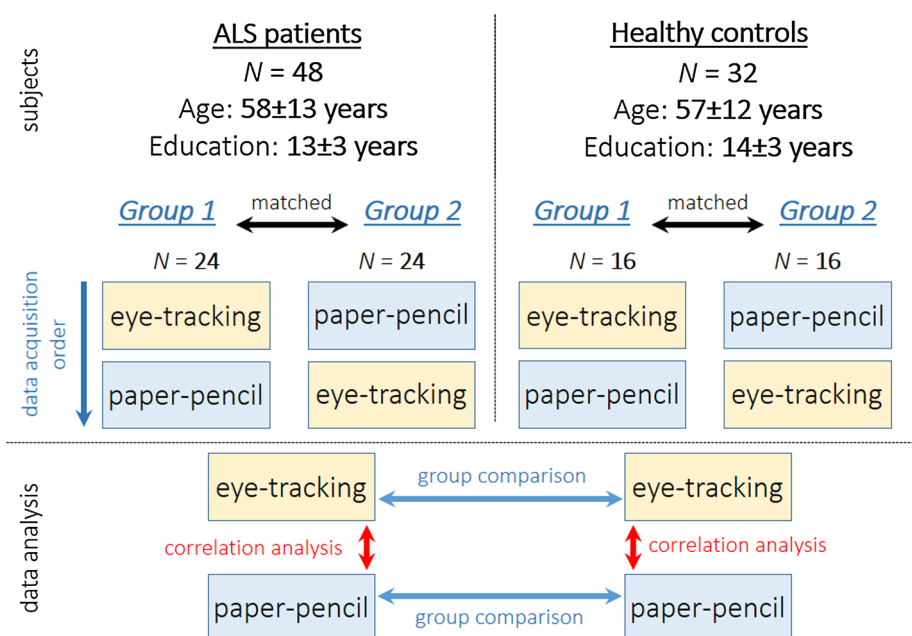 subjects
ALS patients
N = 48
Age: 58±13 years
Education: 13±3 years
Healthy controls
N = 32
Age: 57±12 years
Education: 14±3 years
Group 1
matched
Group 2
Group 1
matched
Group 2
N = 24
N = 24
N = 16
N = 16
data acquisition
order
eye-tracking
paper-pencil
eye-tracking
paper-pencil
paper-pencil
eye-tracking
paper-pencil
eye-tracking
data analysis
eye-tracking
group comparison
eye-tracking
correlation analysis
correlation analysis
paper-pencil
group comparison
paper-pencil